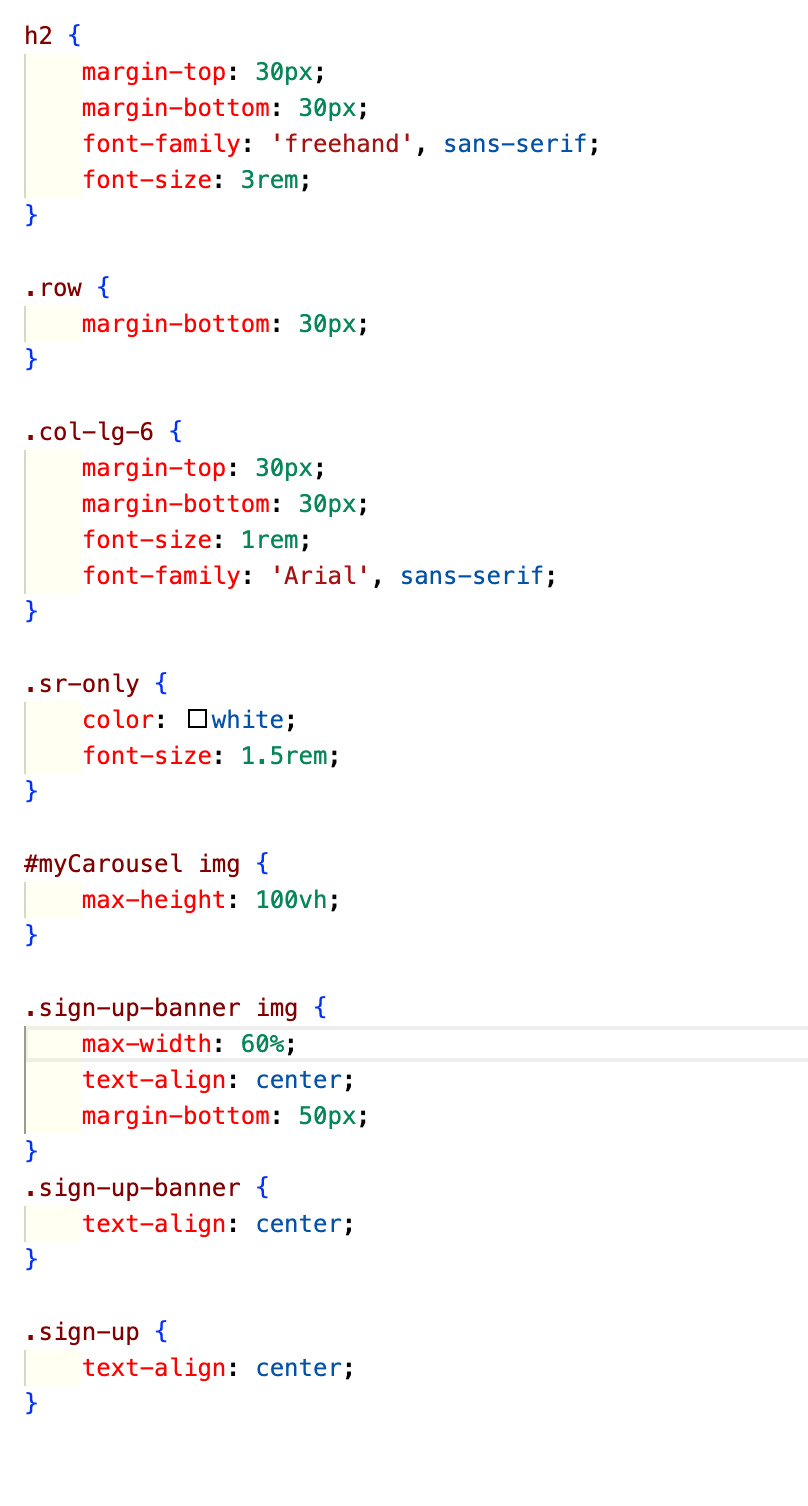 h2 {
    margin-top: 30px;
    margin-bottom: 30px;
    font-family: 'freehand', sans-serif;
    font-size: 3rem;
}

.row {
    margin-bottom: 30px;
}

.col-lg-6 {
    margin-top: 30px;
    margin-bottom: 30px;
    font-size: 1rem;
    font-family: 'Arial', sans-serif;
}

.sr-only {
    color: white;
    font-size: 1.5rem;
}

#myCarousel img {
    max-height: 100vh;
}

.sign-up-banner img {
    max-width: 60%;
    text-align: center;
    margin-bottom: 50px;
}
.sign-up-banner {
    text-align: center;
}

.sign-up {
    text-align: center;
}